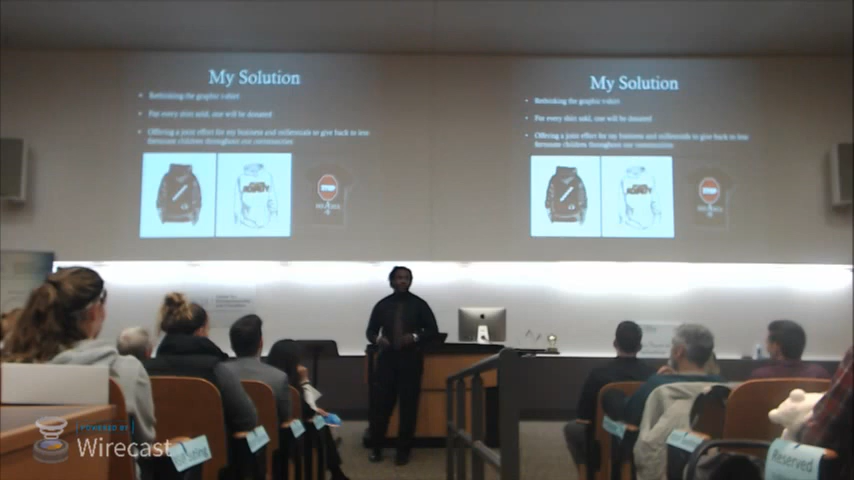 My Solution
Rethinking the graphic t-shirt
For every shirt sold, one will be donated
Offering a joint effort for my business and millennials to give back to less
fortunate children throughout our communities
STOP
My Solution
Rethinking the graphic t-shirt
For every shirt sold, one will be donated
Offering a joint effort for my business and millennials to give back to less
fortunate children throughout our communities
STOP
POWERED BY
Wirecast
Reserved